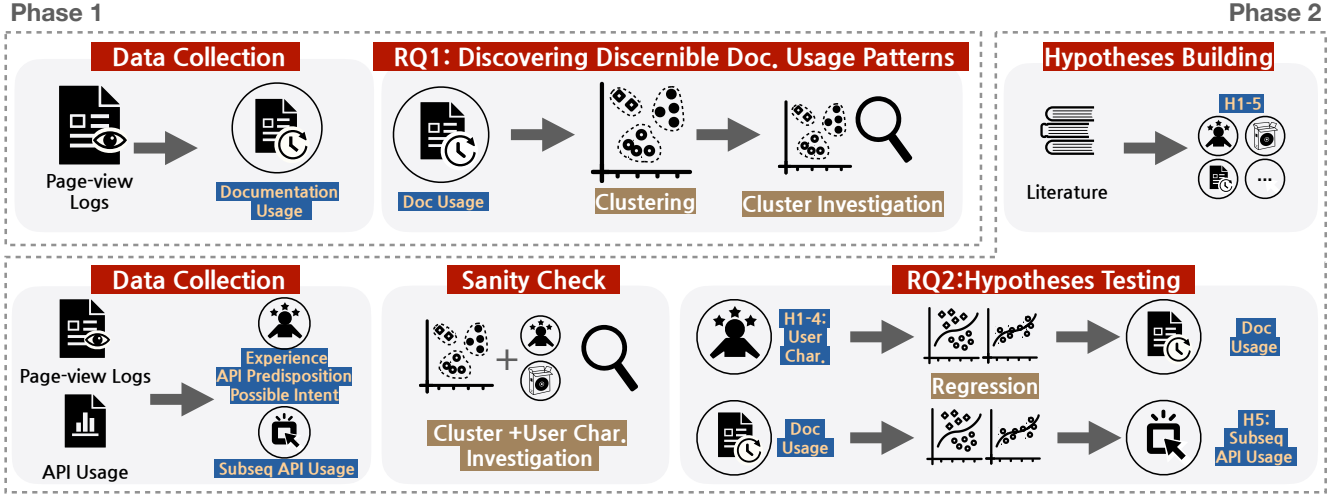 Phase 1
Phase 2
Data Collection
Page-view
Logs
Documentation
Usage
RQ1: Discovering Discernible Doc. Usage Patterns
Doc Usage
Clustering
Cluster Investigation
Hypotheses Building
Literature
H1-5
...
Data Collection
Page-view Logs
API Usage
Experience
API Predisposition
Possible Intent
Subseq API Usage
Sanity Check
+
Cluster +User Char.
Investigation
RQ2:Hypotheses Testing
H1-4:
User
Char.
Regression
Doc
Usage
Doc
Usage
H5:
Subseq
API Usage